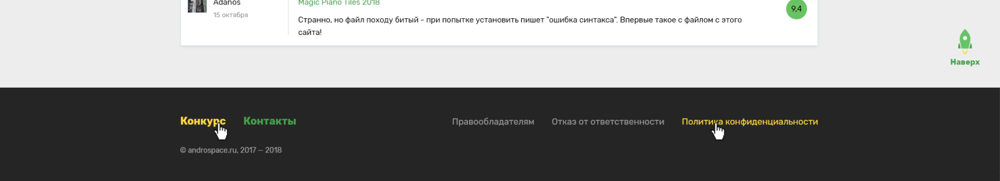 Adanos
15 октября
Magic Piano Tiles 2018
Странно, но файл походу битый - при попытке установить пишет "ошибка синтакса". Впервые такое с файлом с этого
сайта!
9,4
Наверх
Конкурс Контакты
Правообладателям Отказ от ответственности Политика конфиденциальности
© androspace.ru, 2017 — 2018